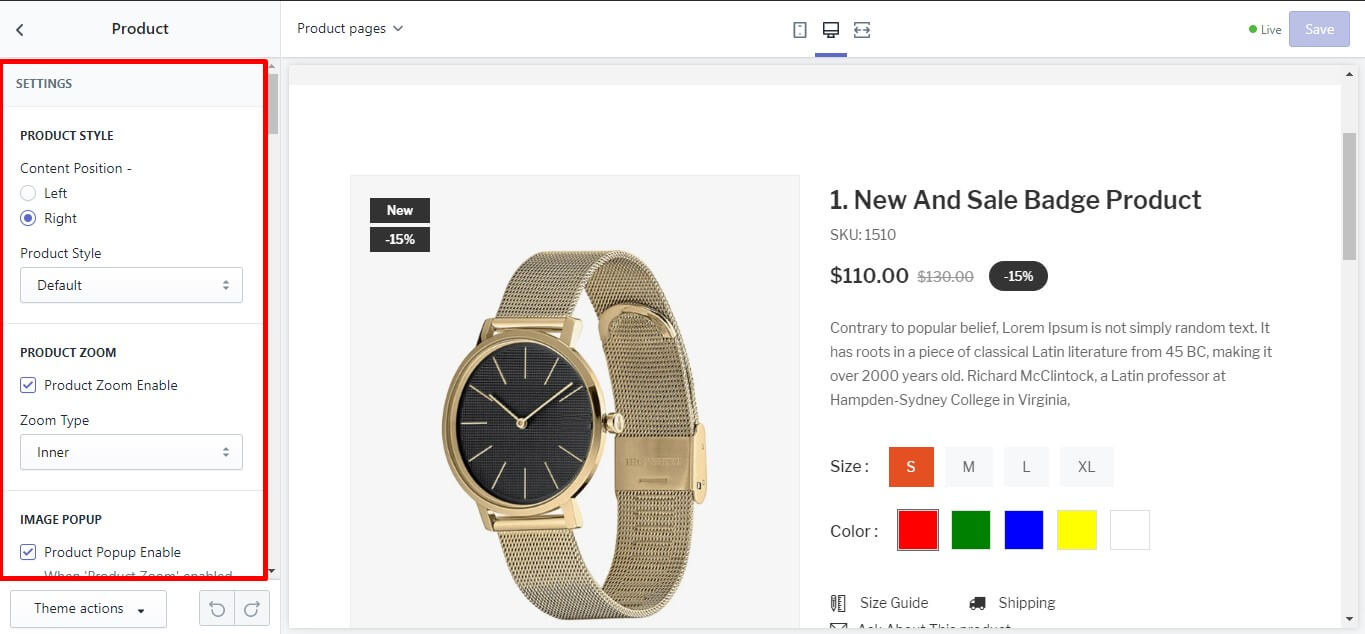 Product
Product pages
Live
Save
SETTINGS
PRODUCT STYLE
Content Position -
Left
Right
Product Style
Default
PRODUCT ZOOM
Product Zoom Enable
Zoom Type
Inner
IMAGE POPUP
Product Popup Enable
When 'Product Zoom' enabled
Theme actions
New
-15%
1. New And Sale Badge Product
SKU: 1510
$110.00 $130.00 -15%
Contrary to popular belief, Lorem Ipsum is not simply random text. It
has roots in a piece of classical Latin literature from 45 BC, making it
over 2000 years old. Richard McClintock, a Latin professor at
Hampden-Sydney College in Virginia,
Size : S M L XL
Color :
Size Guide Shipping
Ask About This product